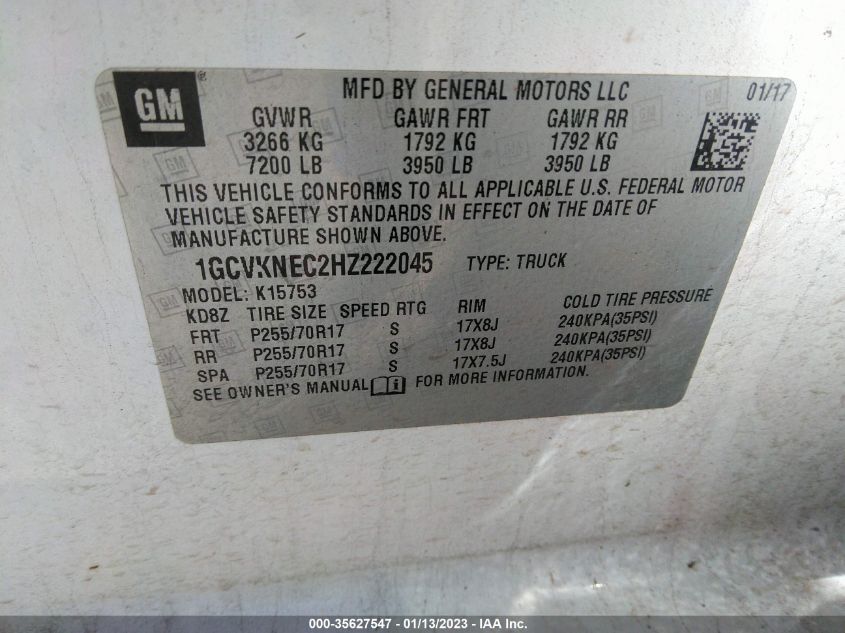 GM
MFD BY GENERAL MOTORS LLC 01/17
GVWR GAWR FRT GAWR RR
3266 KG 1792 KG 1792 KG
7200 LB 3950 LB 3950 LB
THIS VEHICLE CONFORMS TO ALL APPLICABLE U.S. FEDERAL MOTOR
VEHICLE SAFETY STANDARDS IN EFFECT ON THE DATE OF
MANUFACTURE SHOWN ABOVE.
1GCVKNEC2HZ222045 TYPE: TRUCK
MODEL: K15753
KD8Z TIRE SIZE SPEED RTG RIM COLD TIRE PRESSURE
FRT P255/70R17 S 17X8J 240KPA(35PSI)
RR P255/70R17 S 17X8J 240KPA(35PSI)
SPA P255/70R17 S 17X7.5J 240KPA(35PSI)
SEE OWNER'S MANUAL FOR MORE INFORMATION.
000-35627547 - 01/13/2023 - IAA Inc.